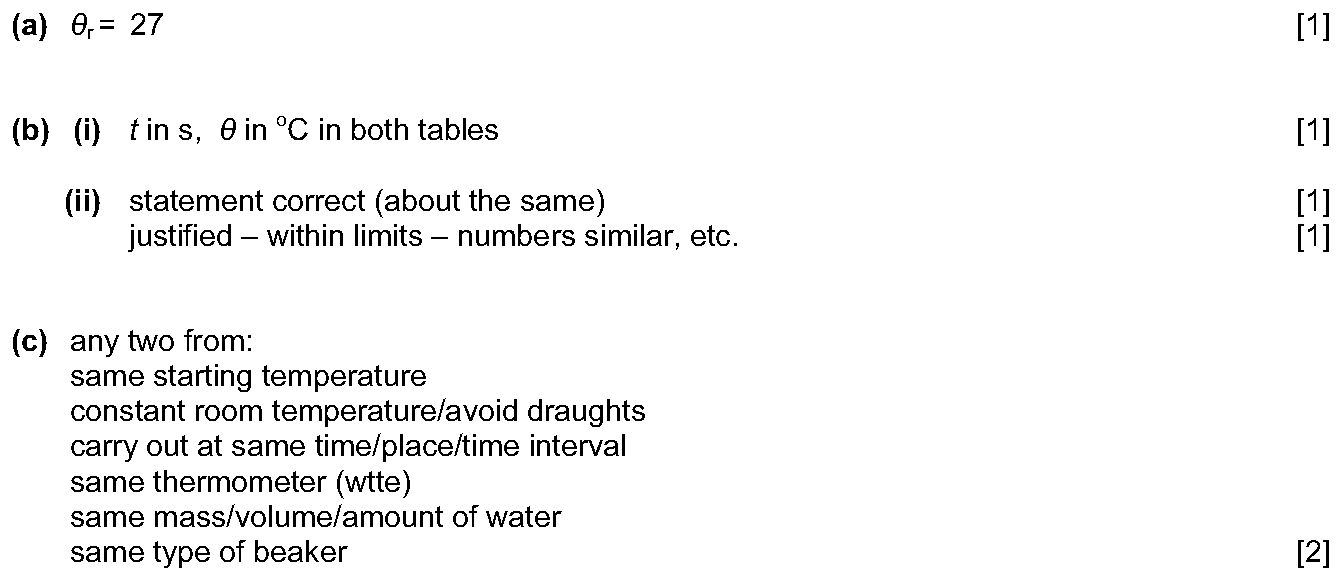 (a) θr = 27 [1]
(b) (i) t in s, θ in °C in both tables [1]
(ii) statement correct (about the same) [1]
justified – within limits – numbers similar, etc. [1]
(c) any two from:
same starting temperature
constant room temperature/avoid draughts
carry out at same time/place/time interval
same thermometer (wtte)
same mass/volume/amount of water
same type of beaker [2]